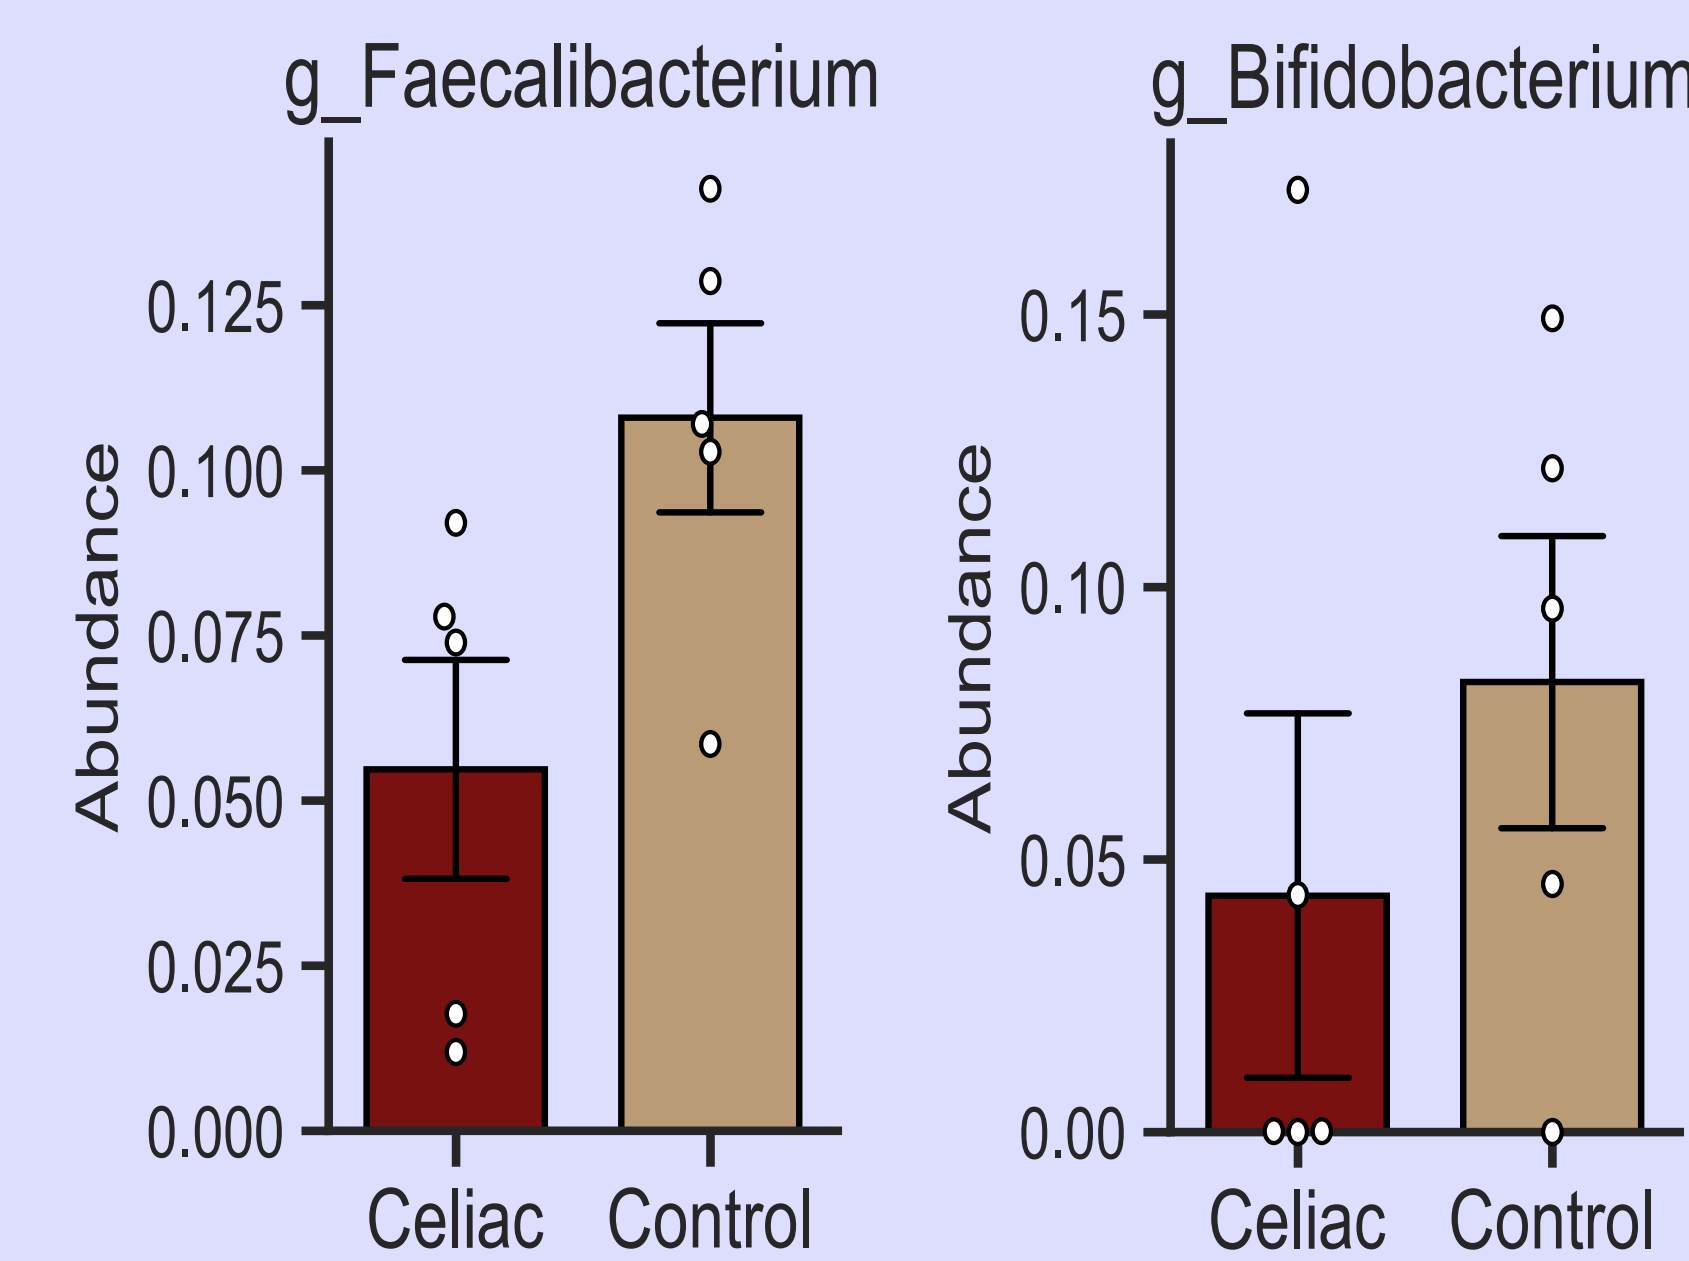 g_Faecalibacterium
Abundance
0.125
0.100
0.075
0.050
0.025
0.000
Celiac
Control
g_Bifidobacterium
Abundance
0.15
0.10
0.05
0.00
Celiac
Control